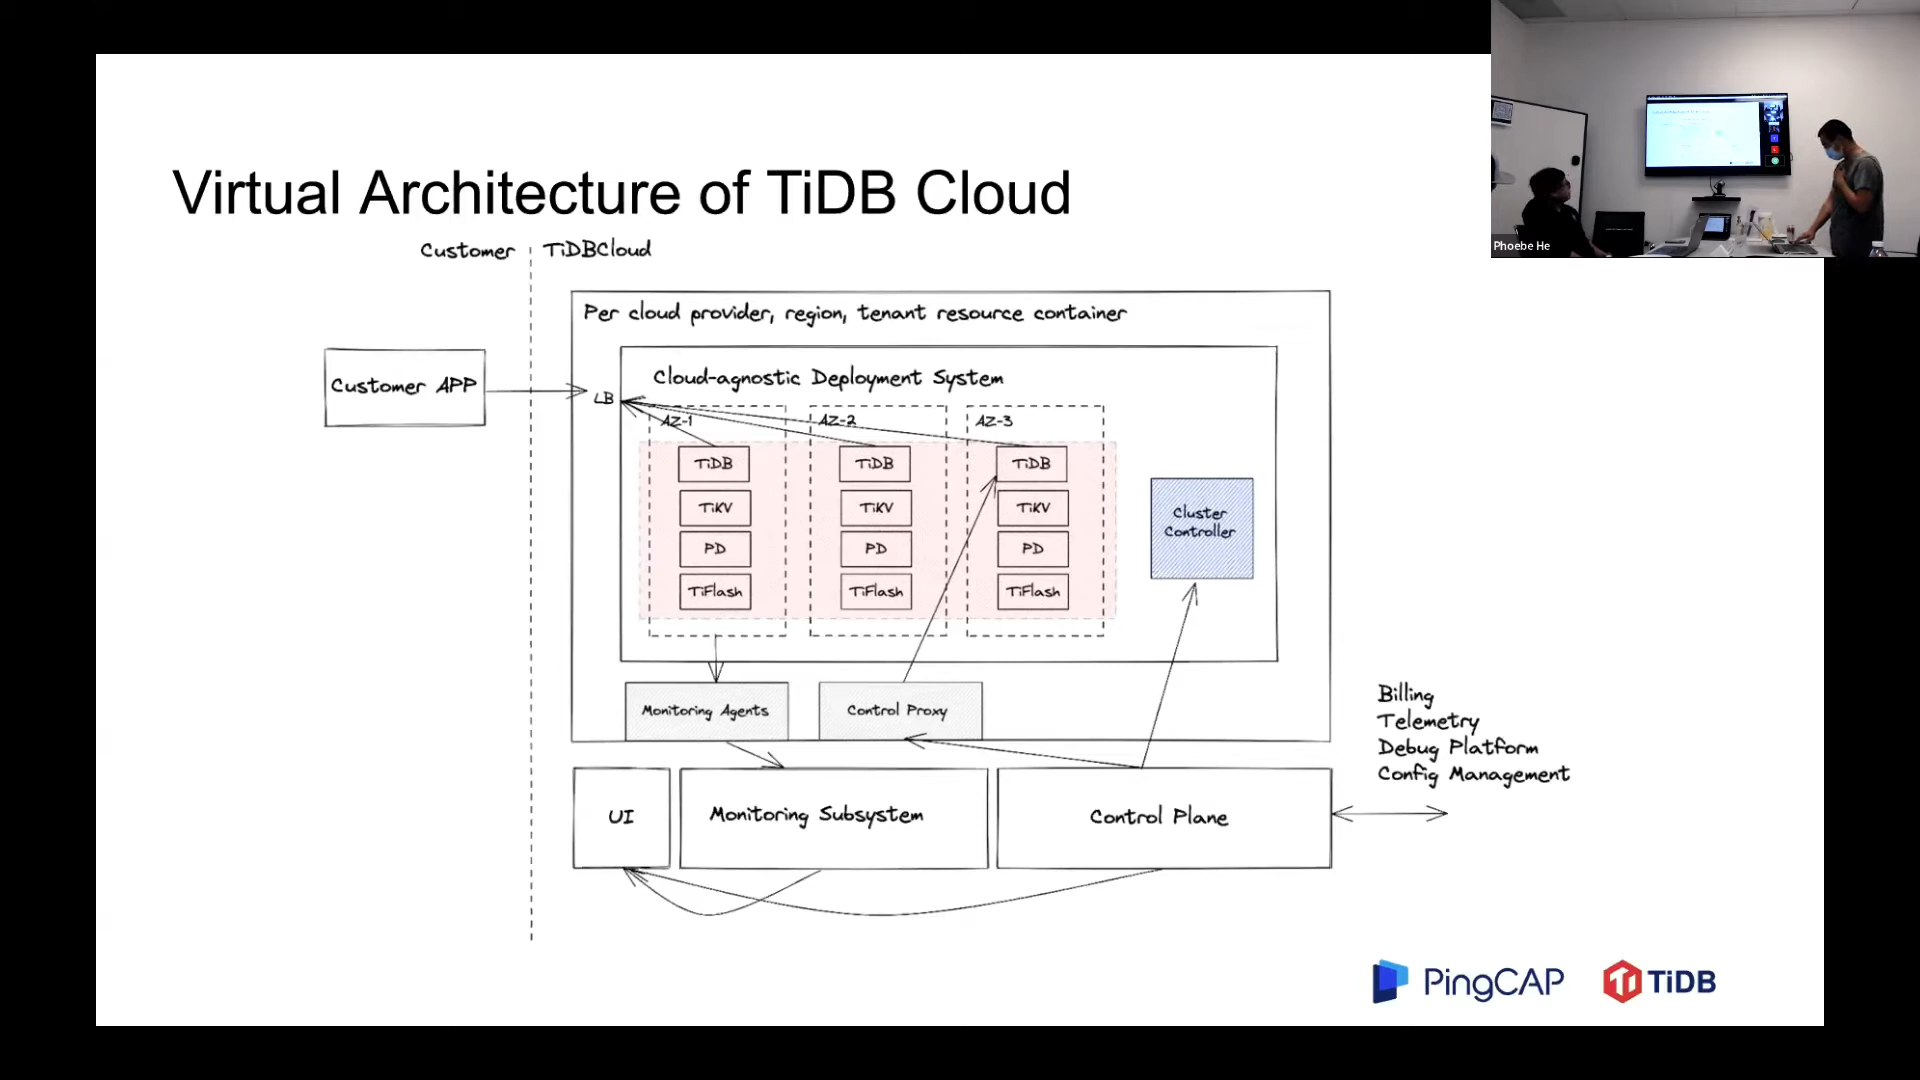 Virtual Architecture of TiDB Cloud
Customer
TiDBCloud
Per cloud provider, region, tenant resource container
Customer APP
LB
Cloud-agnostic Deployment System
AZ-1
AZ-2
AZ-3
TiDB
TiDB
TiDB
TiKV
TiKV
TiKV
PD
PD
PD
TiFlash
TiFlash
TiFlash
Cluster
Controller
Monitoring Agents
Control Proxy
Billing
Telemetry
Debug Platform
Config Management
UI
Monitoring Subsystem
Control Plane
PingCAP
TiDB
Phoebe He